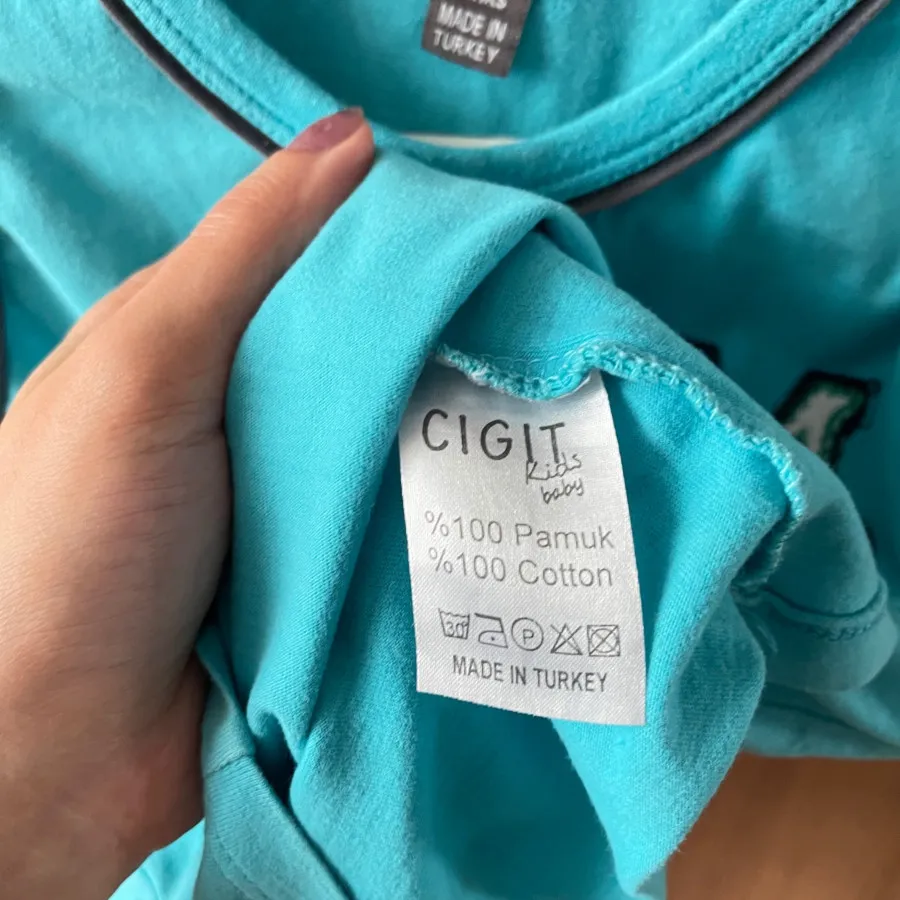 MADE IN
TURKEY
CIGIT
Kids
baby
%100 Pamuk
%100 Cotton
30 P
MADE IN TURKEY